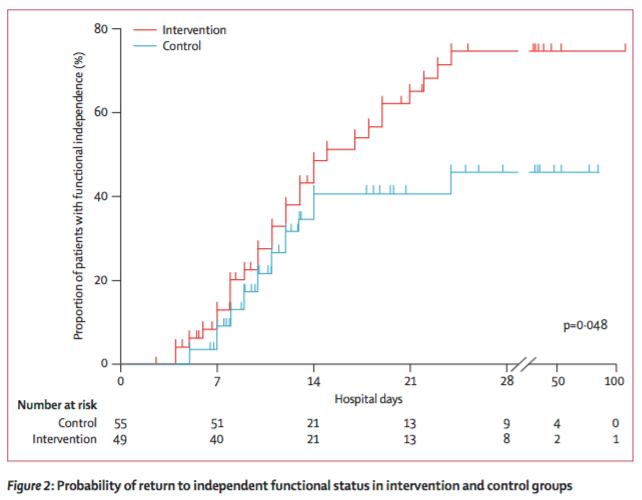 80
Intervention
Control
60
40
20
0
Proportion of patients with functional independence (%)
p=0·048
0 7 14 21 28 50 100
Hospital days
Number at risk
Control 55 51 21 13 9 4 0
Intervention 49 40 21 13 8 2 1
Figure 2: Probability of return to independent functional status in intervention and control groups